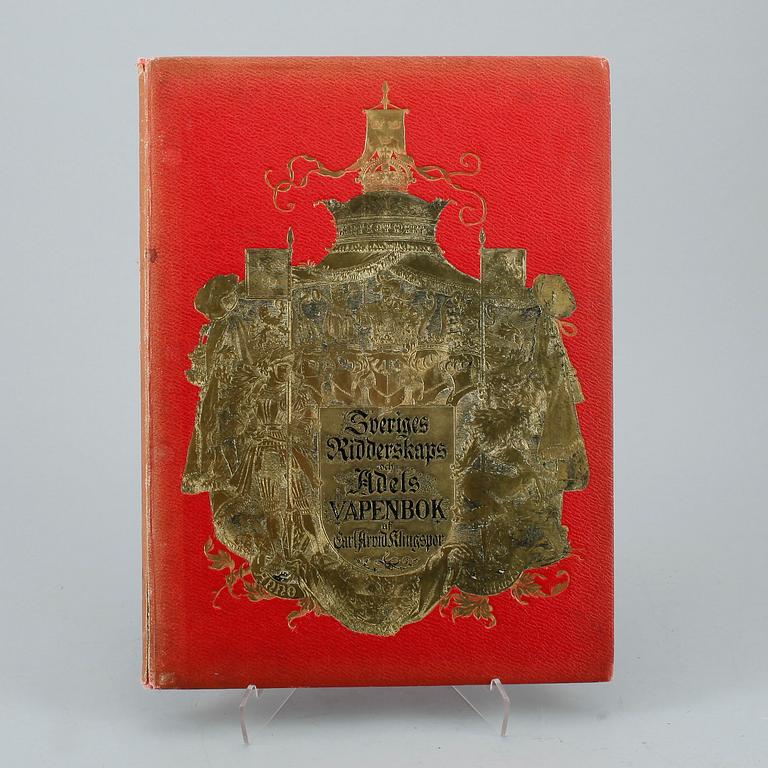 Sveriges
Ridderskaps
och
Adels
VAPENBOK
af
Carl Arvid Klingspor